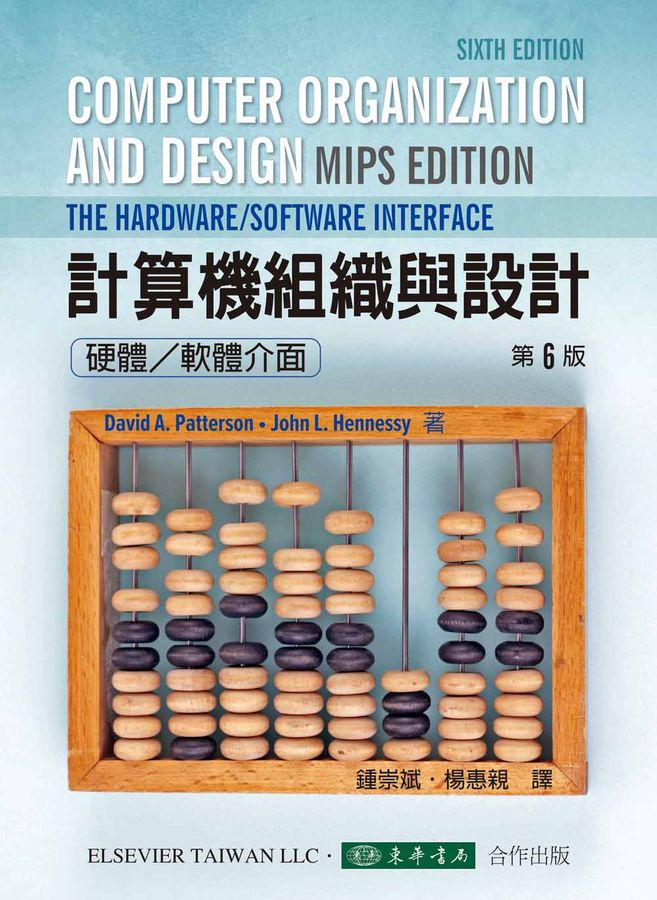 SIXTH EDITION
COMPUTER ORGANIZATION
AND DESIGN MIPS EDITION
THE HARDWARE/SOFTWARE INTERFACE
計算機組織與設計
硬體／軟體介面
第 6 版
David A. Patterson · John L. Hennessy 著
鍾崇斌 · 楊惠親 譯
ELSEVIER TAIWAN LLC · 東華書局 合作出版